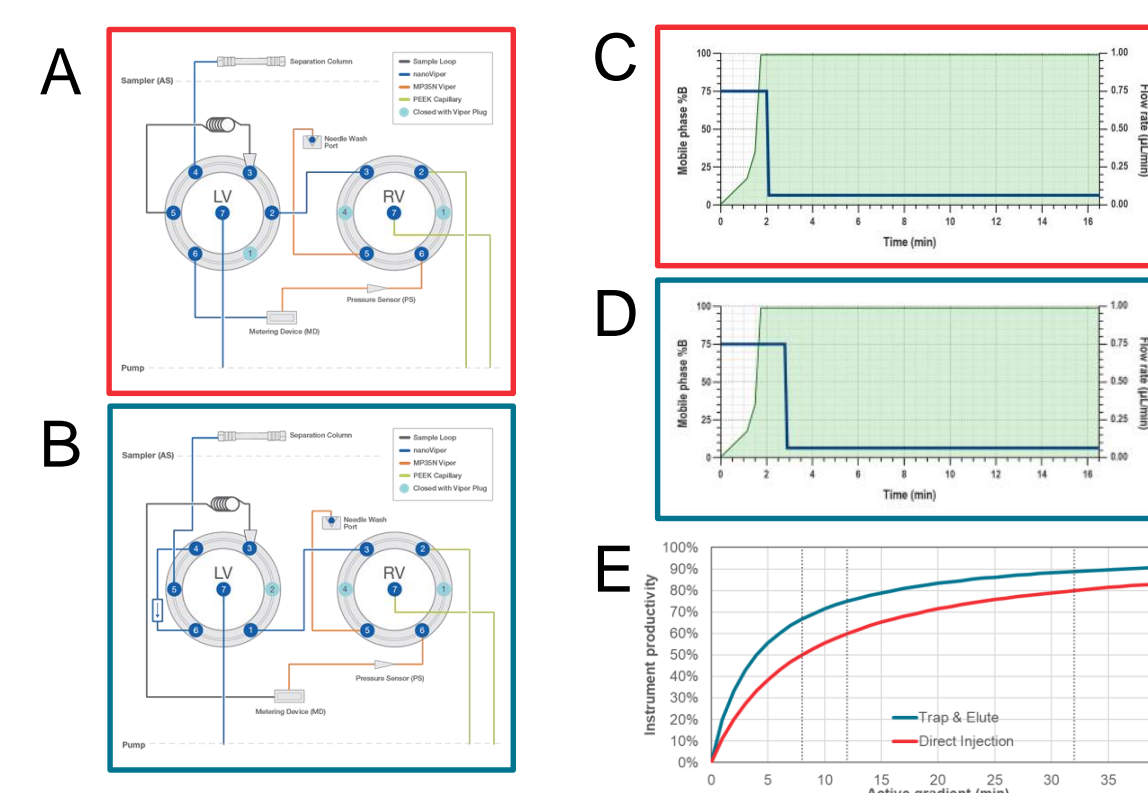 A
Separation Column
Sampler (AS)
Sample Loop
nanoViper
MP35N Viper
PEEK Capillary
Closed with Viper Plug
Needle Wash
Port
4
3
LV
5
7
2
6
1
3
2
RV
4
7
1
5
6
Pressure Sensor (PS)
Metering Device (MD)
Pump
B
Separation Column
Sampler (AS)
Sample Loop
nanoViper
MP35N Viper
PEEK Capillary
Closed with Viper Plug
Needle Wash
Port
4
3
LV
5
7
2
6
1
3
2
RV
4
7
1
5
6
Pressure Sensor (PS)
Metering Device (MD)
Pump
C
Mobile phase %B
100
75
50
25
0
0 2 4 6 8 10 12 14 16
Time (min)
1.00
0.75
0.50
0.25
0.00
Flow rate (µL/min)
D
Mobile phase %B
100
75
50
25
0
0 2 4 6 8 10 12 14 16
Time (min)
1.00
0.75
0.50
0.25
0.00
Flow rate (µL/min)
E
Instrument productivity
100%
90%
80%
70%
60%
50%
40%
30%
20%
10%
0%
Trap & Elute
Direct Injection
0 5 10 15 20 25 30 35
Active gradient (min)